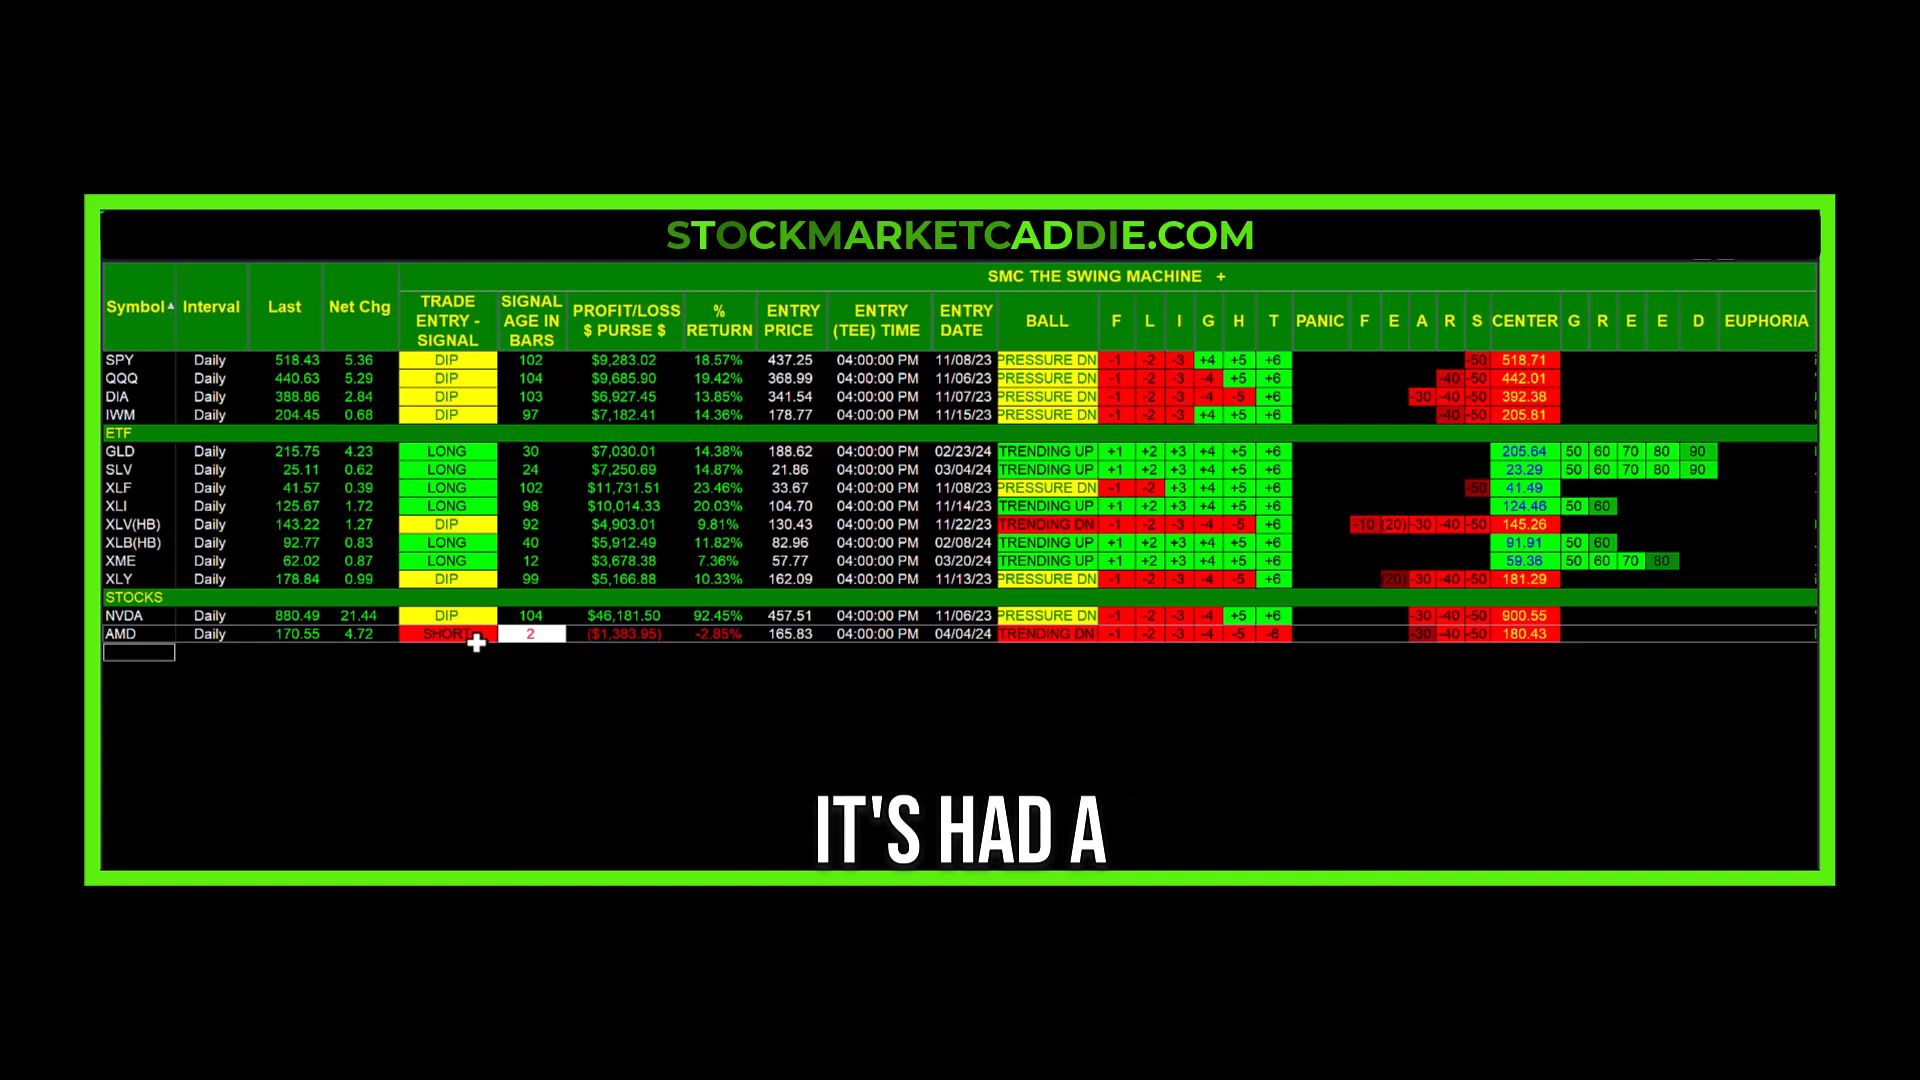 STOCKMARKETCADDIE.COM
SMC THE SWING MACHINE +
Symbol Interval Last Net Chg TRADE ENTRY - SIGNAL SIGNAL AGE IN BARS PROFIT/LOSS $ PURSE $ % RETURN ENTRY PRICE ENTRY (TEE) TIME ENTRY DATE BALL F L I G H T PANIC F E A R S CENTER G R E E D EUPHORIA
SPY Daily 518.43 5.36 DIP 102 $9,283.02 18.57% 437.25 04:00:00 PM 11/08/23 PRESSURE DN -1 -2 -3 +4 +5 +6 -50 518.71
QQQ Daily 440.63 5.29 DIP 104 $9,685.90 19.42% 368.99 04:00:00 PM 11/06/23 PRESSURE DN -1 -2 -3 -4 +5 +6 -40 -50 442.01
DIA Daily 388.86 2.84 DIP 103 $6,927.45 13.85% 341.54 04:00:00 PM 11/07/23 PRESSURE DN -1 -2 -3 -4 -5 +6 -30 -40 -50 392.38
IWM Daily 204.45 0.68 DIP 97 $7,182.41 14.36% 178.77 04:00:00 PM 11/15/23 PRESSURE DN -1 -2 -3 +4 +5 +6 -40 -50 205.81
ETF
GLD Daily 215.75 4.23 LONG 30 $7,030.01 14.38% 188.62 04:00:00 PM 02/23/24 TRENDING UP +1 +2 +3 +4 +5 +6 205.64 50 60 70 80 90
SLV Daily 25.11 0.62 LONG 24 $7,250.69 14.87% 21.86 04:00:00 PM 03/04/24 TRENDING UP +1 +2 +3 +4 +5 +6 23.29 50 60 70 80 90
XLF Daily 41.57 0.39 LONG 102 $11,731.51 23.46% 33.67 04:00:00 PM 11/08/23 PRESSURE DN -1 -2 +3 +4 +5 +6 -50 41.49
XLI Daily 125.67 1.72 LONG 98 $10,014.33 20.03% 104.70 04:00:00 PM 11/14/23 TRENDING UP +1 +2 +3 +4 +5 +6 124.46 50 60
XLV(HB) Daily 143.22 1.27 DIP 92 $4,903.01 9.81% 130.43 04:00:00 PM 11/22/23 TRENDING DN -1 -2 -3 -4 -5 +6 -10 (20) -30 -40 -50 145.26
XLB(HB) Daily 92.77 0.83 LONG 40 $5,912.49 11.82% 82.96 04:00:00 PM 02/08/24 TRENDING UP +1 +2 +3 +4 +5 +6 91.91 50 60
XME Daily 62.02 0.87 LONG 12 $3,678.38 7.36% 57.77 04:00:00 PM 03/20/24 TRENDING UP +1 +2 +3 +4 +5 +6 59.36 50 60 70 80
XLY Daily 178.84 0.99 DIP 99 $5,166.88 10.33% 162.09 04:00:00 PM 11/13/23 PRESSURE DN -1 -2 -3 -4 -5 +6 (20) -30 -40 -50 181.29
STOCKS
NVDA Daily 880.49 21.44 DIP 104 $46,181.50 92.45% 457.51 04:00:00 PM 11/06/23 PRESSURE DN -1 -2 -3 -4 +5 +6 -30 -40 -50 900.55
AMD Daily 170.55 4.72 SHORT 2 ($1,383.95) -2.85% 165.83 04:00:00 PM 04/04/24 TRENDING DN -1 -2 -3 -4 -5 -6 -30 -40 -50 180.43
IT'S HAD A